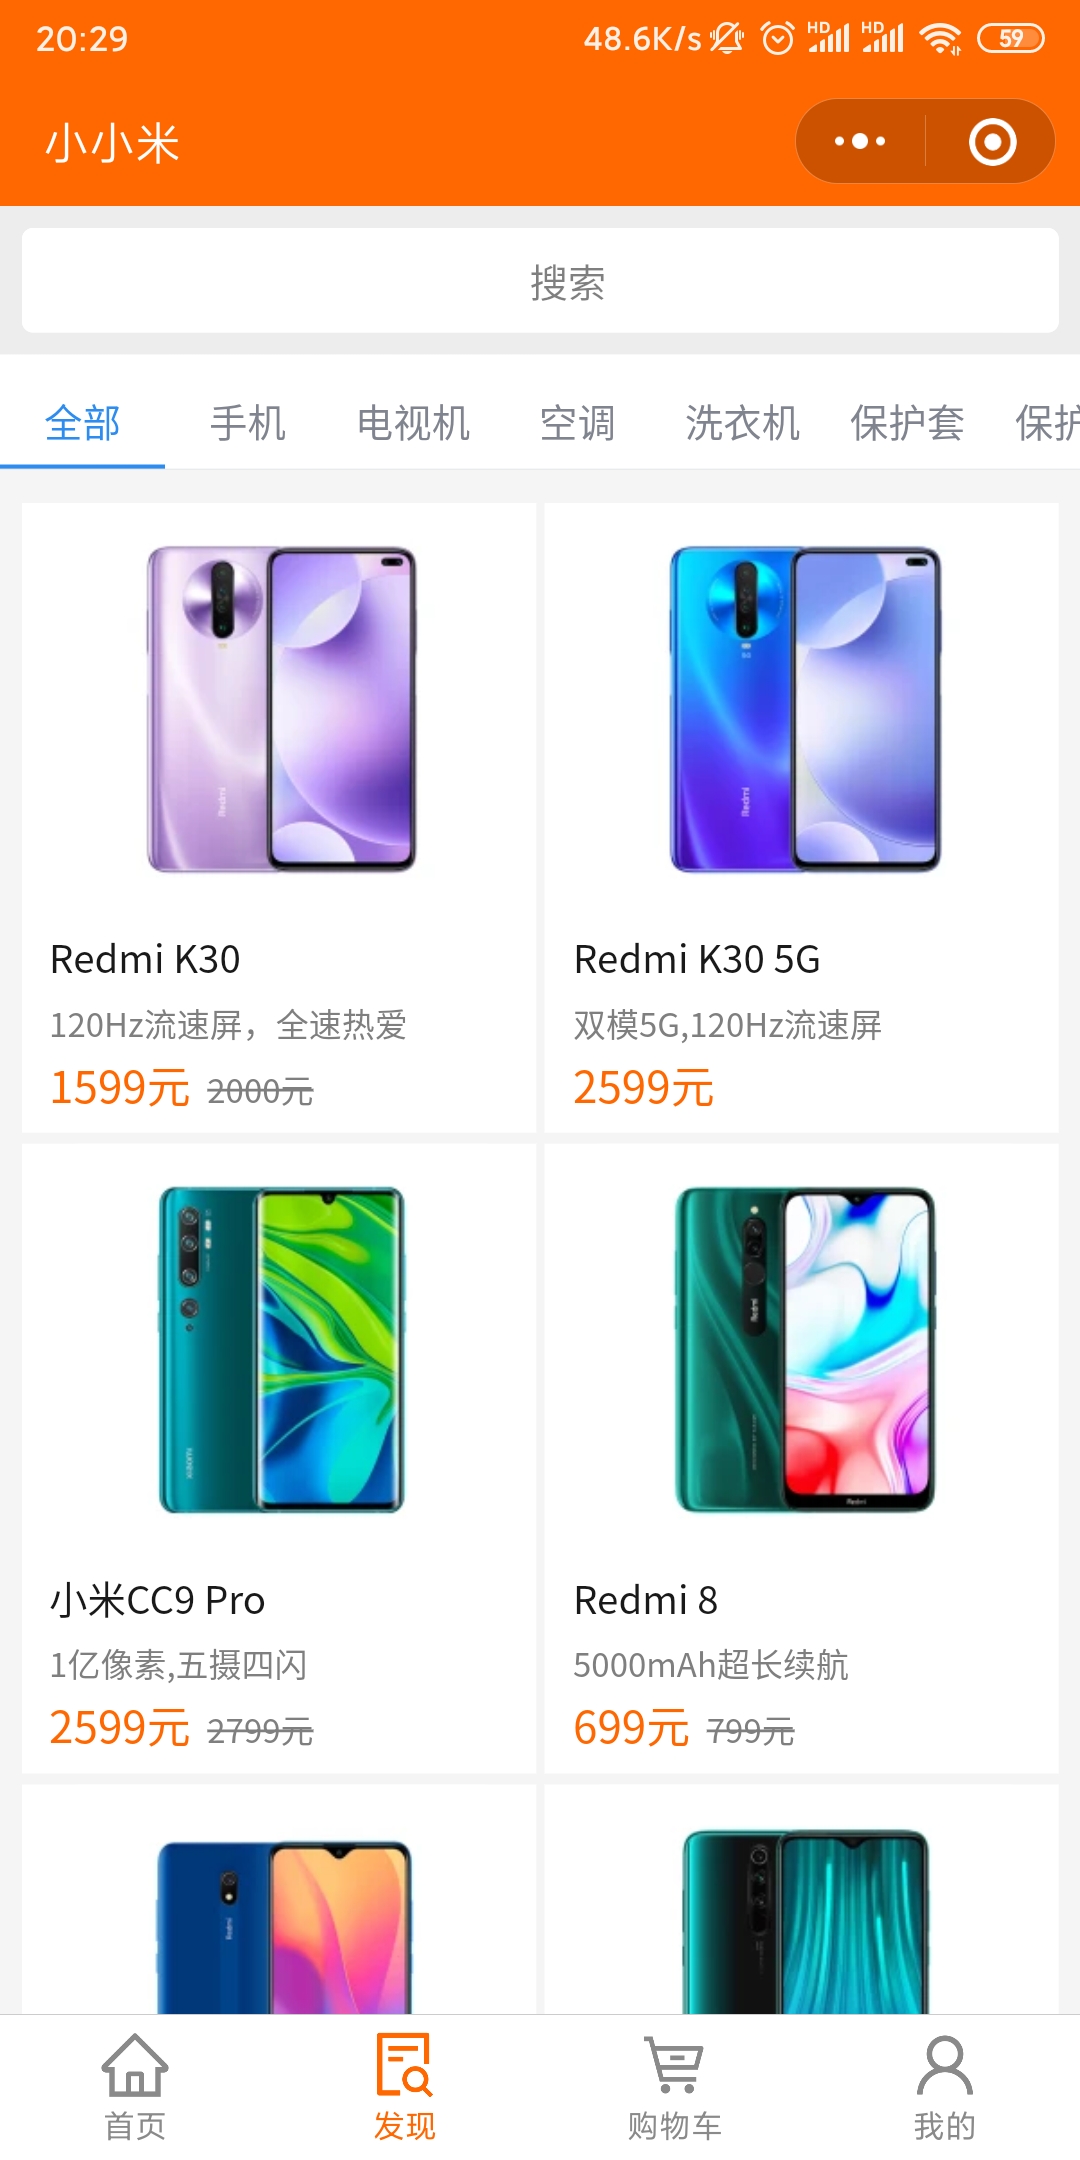 20:29 48.6K/s HD HD 59
小小米
搜索
全部 手机 电视机 空调 洗衣机 保护套 保护
Redmi
Redmi
Redmi K30
Redmi K30 5G
120Hz流速屏，全速热爱
双模5G,120Hz流速屏
1599元 2000元
2599元
XIAOMI
Redmi
Redmi
小米CC9 Pro
Redmi 8
1亿像素,五摄四闪
5000mAh超长续航
2599元 2799元
699元 799元
Redmi
首页 发现 购物车 我的